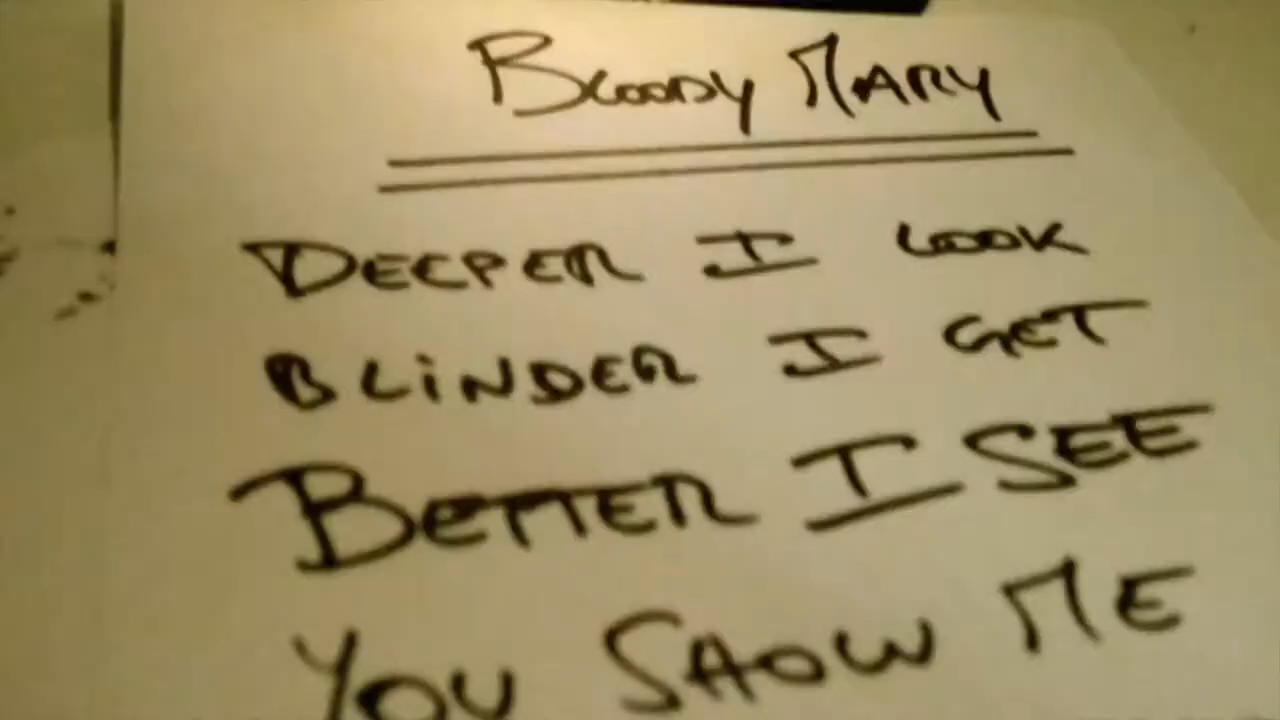 Bloody Mary
DEEPER I LOOK
BLiNDER I GET
BeTTER I SEE
YOU SHOW ME